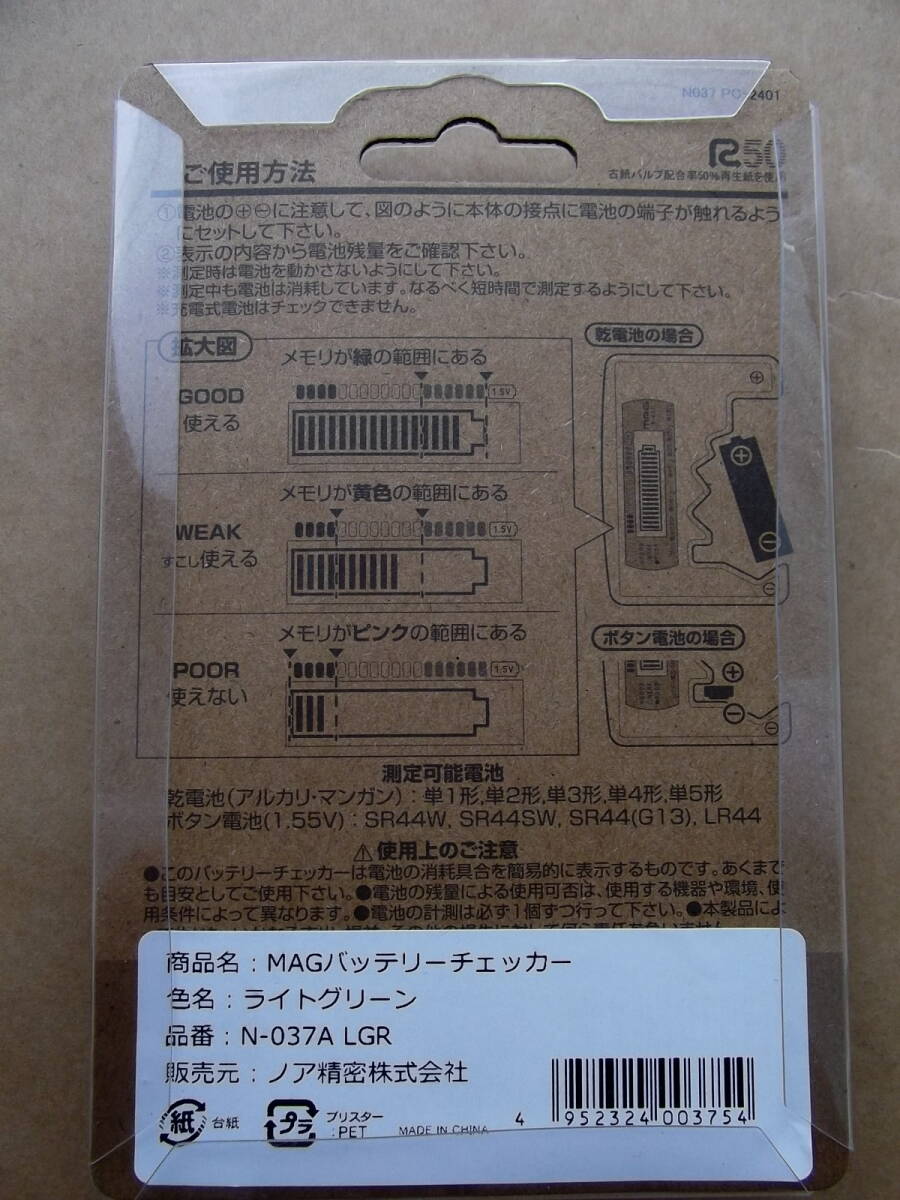 N037 PC-2401
R50
古紙パルプ配合率50%再生紙を使用
ご使用方法
①電池の⊕⊖に注意して、図のように本体の接点に電池の端子が触れるよう
にセットして下さい。
②表示の内容から電池残量をご確認下さい。
※測定時は電池を動かさないようにして下さい。
※測定中も電池は消耗しています。なるべく短時間で測定するようにして下さい。
※充電式電池はチェックできません。
拡大図
メモリが緑の範囲にある
GOOD
使える
1.5V
メモリが黄色の範囲にある
WEAK
すこし使える
1.5V
メモリがピンクの範囲にある
POOR
使えない
1.5V
乾電池の場合
⊕
⊕
⊖
⊖
ボタン電池の場合
⊕
⊖
⊖
測定可能電池
乾電池(アルカリ・マンガン):単1形,単2形,単3形,単4形,単5形
ボタン電池(1.55V):SR44W, SR44SW, SR44(G13), LR44
⚠使用上のご注意
●このバッテリーチェッカーは電池の消耗具合を簡易的に表示するものです。あくまで
も目安としてご使用下さい。●電池の残量による使用可否は、使用する機器や環境、使
用条件によって異なります。●電池の計測は必ず1個ずつ行って下さい。●本製品によ
商品名:MAGバッテリーチェッカー
色名:ライトグリーン
品番:N-037A LGR
販売元:ノア精密株式会社
紙 台紙
プラ ブリスター
:PET
MADE IN CHINA
4 952324 003754